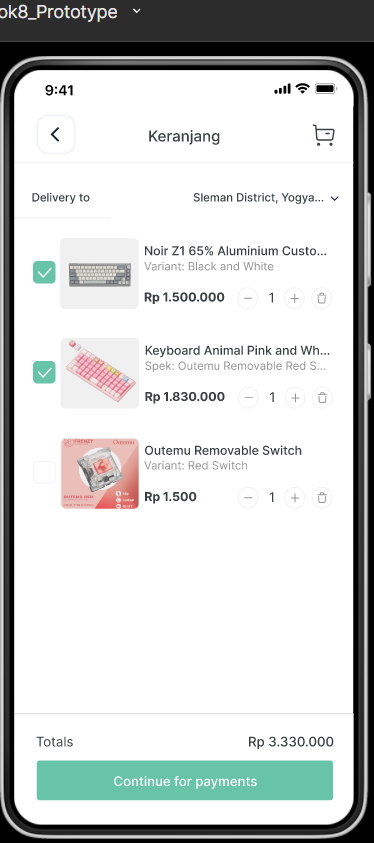 ok8_Prototype
9:41
Keranjang
Delivery to
Sleman District, Yogya...
Noir Z1 65% Aluminium Custo...
Variant: Black and White
Rp 1.500.000
1
Keyboard Animal Pink and Wh...
Spek: Outemu Removable Red S...
Rp 1.830.000
1
Outemu Removable Switch
Variant: Red Switch
Rp 1.500
1
Totals
Rp 3.330.000
Continue for payments